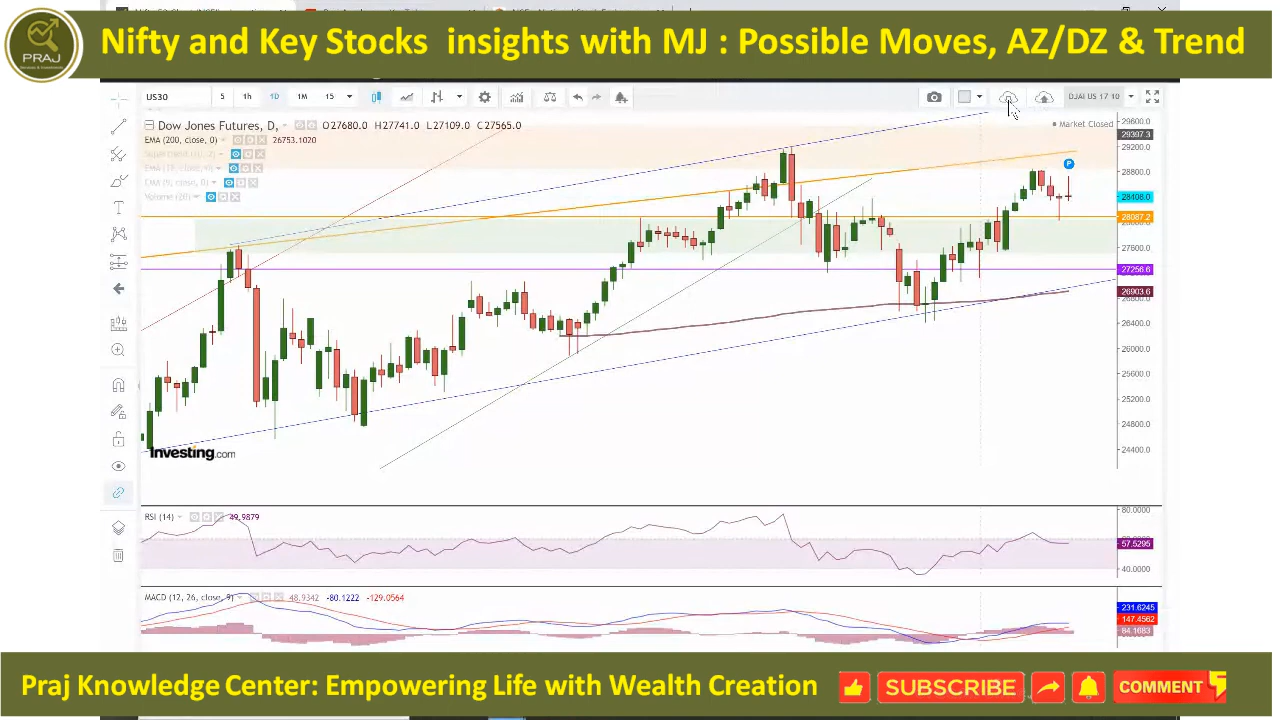 Nifty and Key Stocks insights with MJ : Possible Moves, AZ/DZ & Trend
PRAJ
US30 5 1h 1D 1M 15 DJAI US 17 10
Dow Jones Futures, D, O27680.0 H27741.0 L27109.0 C27565.0
Market Closed
EMA (200, close, 0) 26753.1020
Volume (20)
P
29600.0
29397.3
29200.0
28800.0
28408.0
28087.2
27600.0
27256.6
26903.6
26400.0
26000.0
25600.0
25200.0
24800.0
24400.0
Investing.com
RSI (14) 49.9879
80.0000
57.5295
40.0000
MACD (12, 26, close, 9) 48.9342 -80.1222 -129.0564
231.6245
147.4562
84.1683
Praj Knowledge Center: Empowering Life with Wealth Creation
SUBSCRIBE
COMMENT